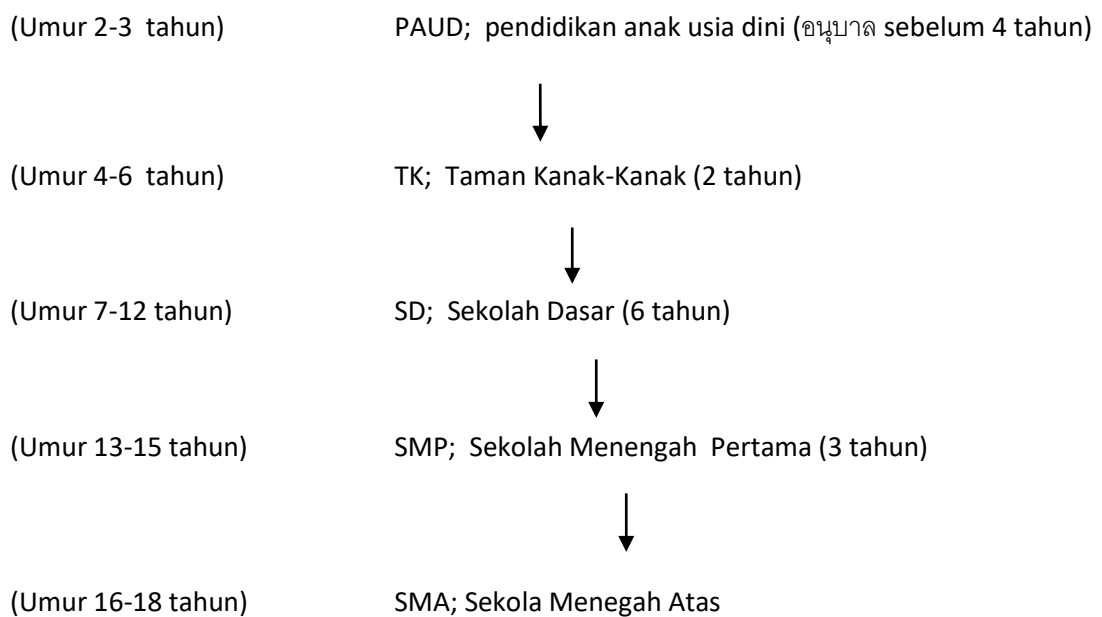 (Umur 2-3 tahun) PAUD; pendidikan anak usia dini (อนุบาล sebelum 4 tahun)
(Umur 4-6 tahun) TK; Taman Kanak-Kanak (2 tahun)
(Umur 7-12 tahun) SD; Sekolah Dasar (6 tahun)
(Umur 13-15 tahun) SMP; Sekolah Menengah Pertama (3 tahun)
(Umur 16-18 tahun) SMA; Sekola Menegah Atas